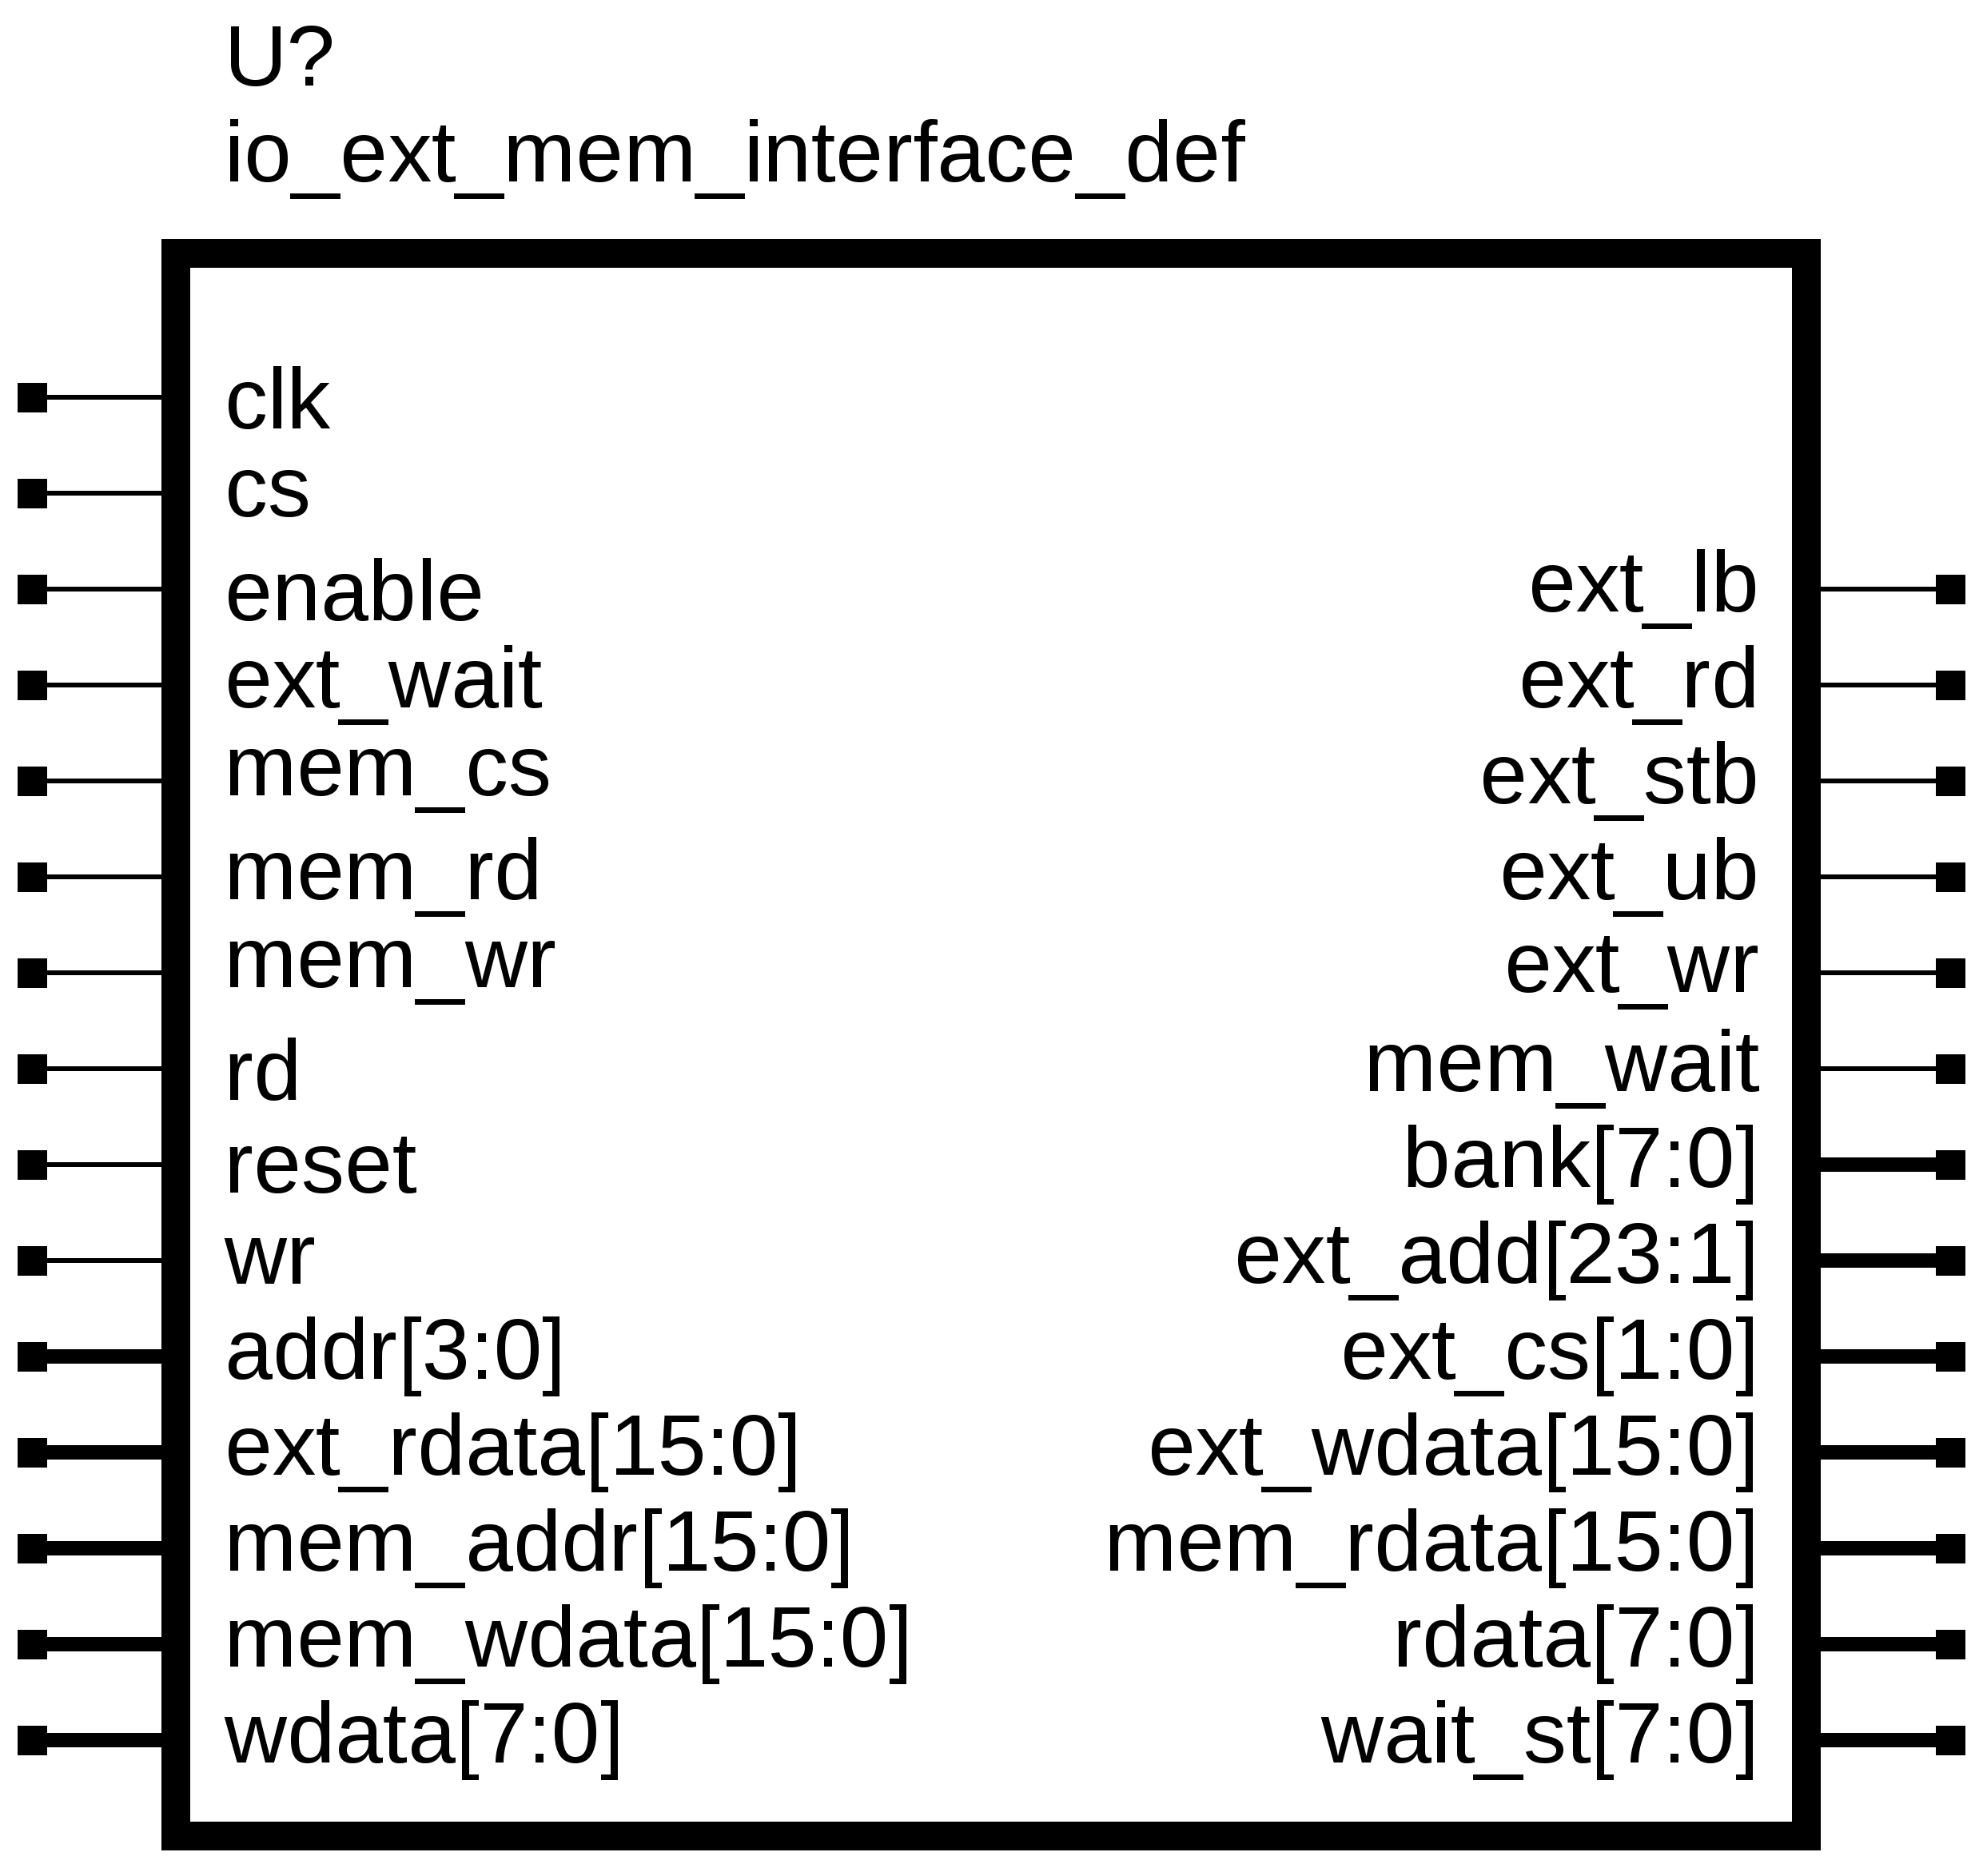 U?
io_ext_mem_interface_def
clk
cs
enable
ext_wait
mem_cs
mem_rd
mem_wr
rd
reset
wr
addr[3:0]
ext_rdata[15:0]
mem_addr[15:0]
mem_wdata[15:0]
wdata[7:0]
ext_lb
ext_rd
ext_stb
ext_ub
ext_wr
mem_wait
bank[7:0]
ext_add[23:1]
ext_cs[1:0]
ext_wdata[15:0]
mem_rdata[15:0]
rdata[7:0]
wait_st[7:0]